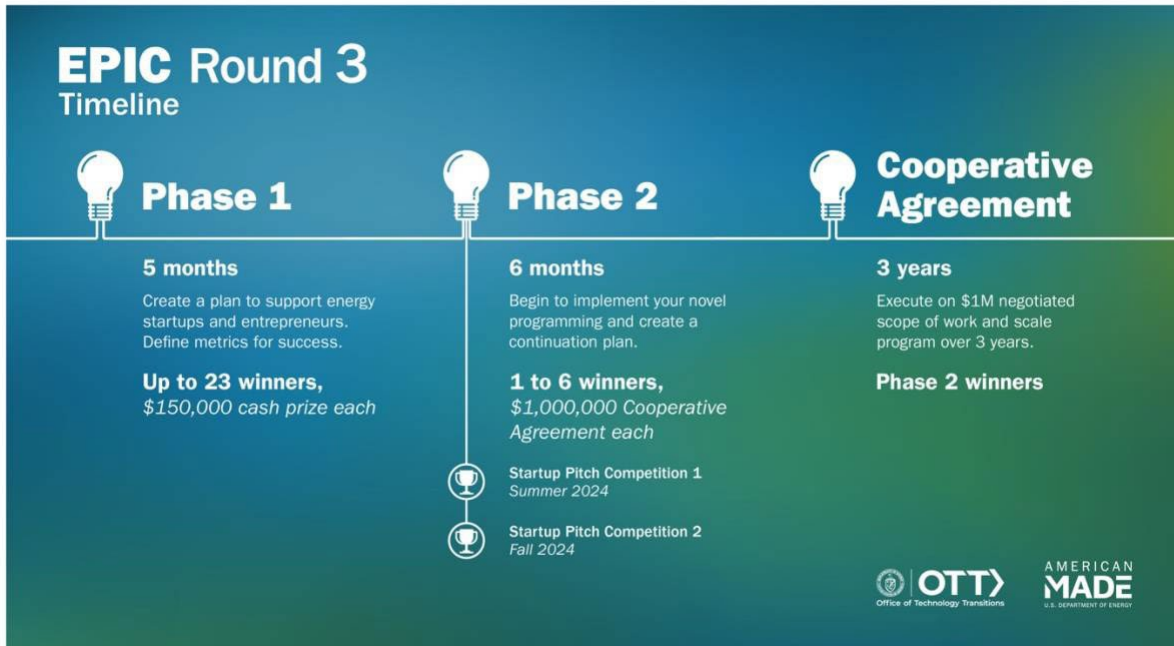 EPIC Round 3
Timeline
Phase 1
5 months
Create a plan to support energy
startups and entrepreneurs.
Define metrics for success.
Up to 23 winners,
$150,000 cash prize each
Phase 2
6 months
Begin to implement your novel
programming and create a
continuation plan.
1 to 6 winners,
$1,000,000 Cooperative
Agreement each
Startup Pitch Competition 1
Summer 2024
Startup Pitch Competition 2
Fall 2024
Cooperative
Agreement
3 years
Execute on $1M negotiated
scope of work and scale
program over 3 years.
Phase 2 winners
OTT
Office of Technology Transitions
AMERICAN
MADE
U.S. DEPARTMENT OF ENERGY